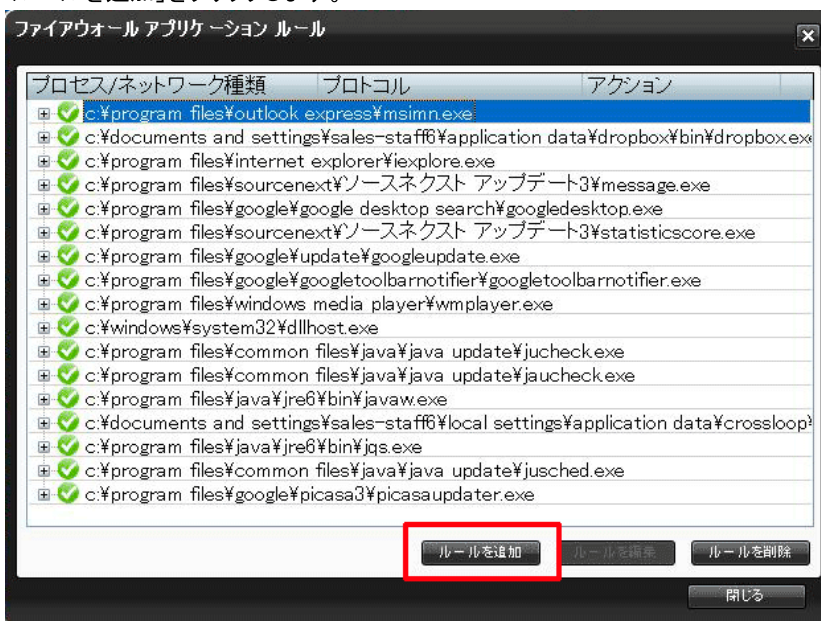 ファイアウォール アプリケーション ルール
プロセス/ネットワーク種類 プロトコル アクション
c:¥program files¥outlook express¥msimn.exe
c:¥documents and settings¥sales-staff6¥application data¥dropbox¥bin¥dropbox.exe
c:¥program files¥internet explorer¥iexplore.exe
c:¥program files¥sourcenext¥ソースネクスト アップデート3¥message.exe
c:¥program files¥google¥google desktop search¥googledesktop.exe
c:¥program files¥sourcenext¥ソースネクスト アップデート3¥statisticscore.exe
c:¥program files¥google¥update¥googleupdate.exe
c:¥program files¥google¥googletoolbarnotifier¥googletoolbarnotifier.exe
c:¥program files¥windows media player¥wmplayer.exe
c:¥windows¥system32¥dllhost.exe
c:¥program files¥common files¥java¥java update¥jucheck.exe
c:¥program files¥common files¥java¥java update¥jaucheck.exe
c:¥program files¥java¥jre6¥bin¥javaw.exe
c:¥documents and settings¥sales-staff6¥local settings¥application data¥crossloop¥
c:¥program files¥java¥jre6¥bin¥jqs.exe
c:¥program files¥common files¥java¥java update¥jusched.exe
c:¥program files¥google¥picasa3¥picasaupdater.exe
ルールを追加 ルールを編集 ルールを削除
閉じる